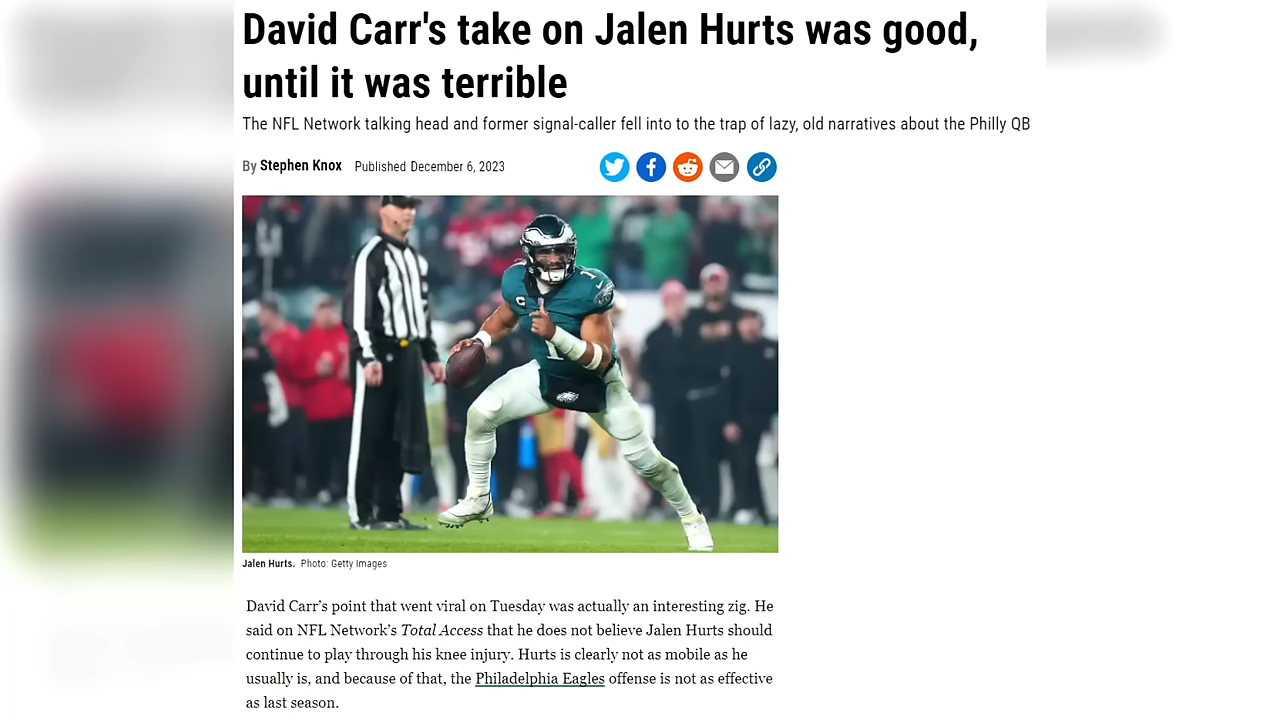 David Carr's take on Jalen Hurts was good,
until it was terrible
The NFL Network talking head and former signal-caller fell into to the trap of lazy, old narratives about the Philly QB
By Stephen Knox Published December 6, 2023
1
1
Jalen Hurts. Photo: Getty Images
David Carr’s point that went viral on Tuesday was actually an interesting zig. He
said on NFL Network’s Total Access that he does not believe Jalen Hurts should
continue to play through his knee injury. Hurts is clearly not as mobile as he
usually is, and because of that, the Philadelphia Eagles offense is not as effective
as last season.